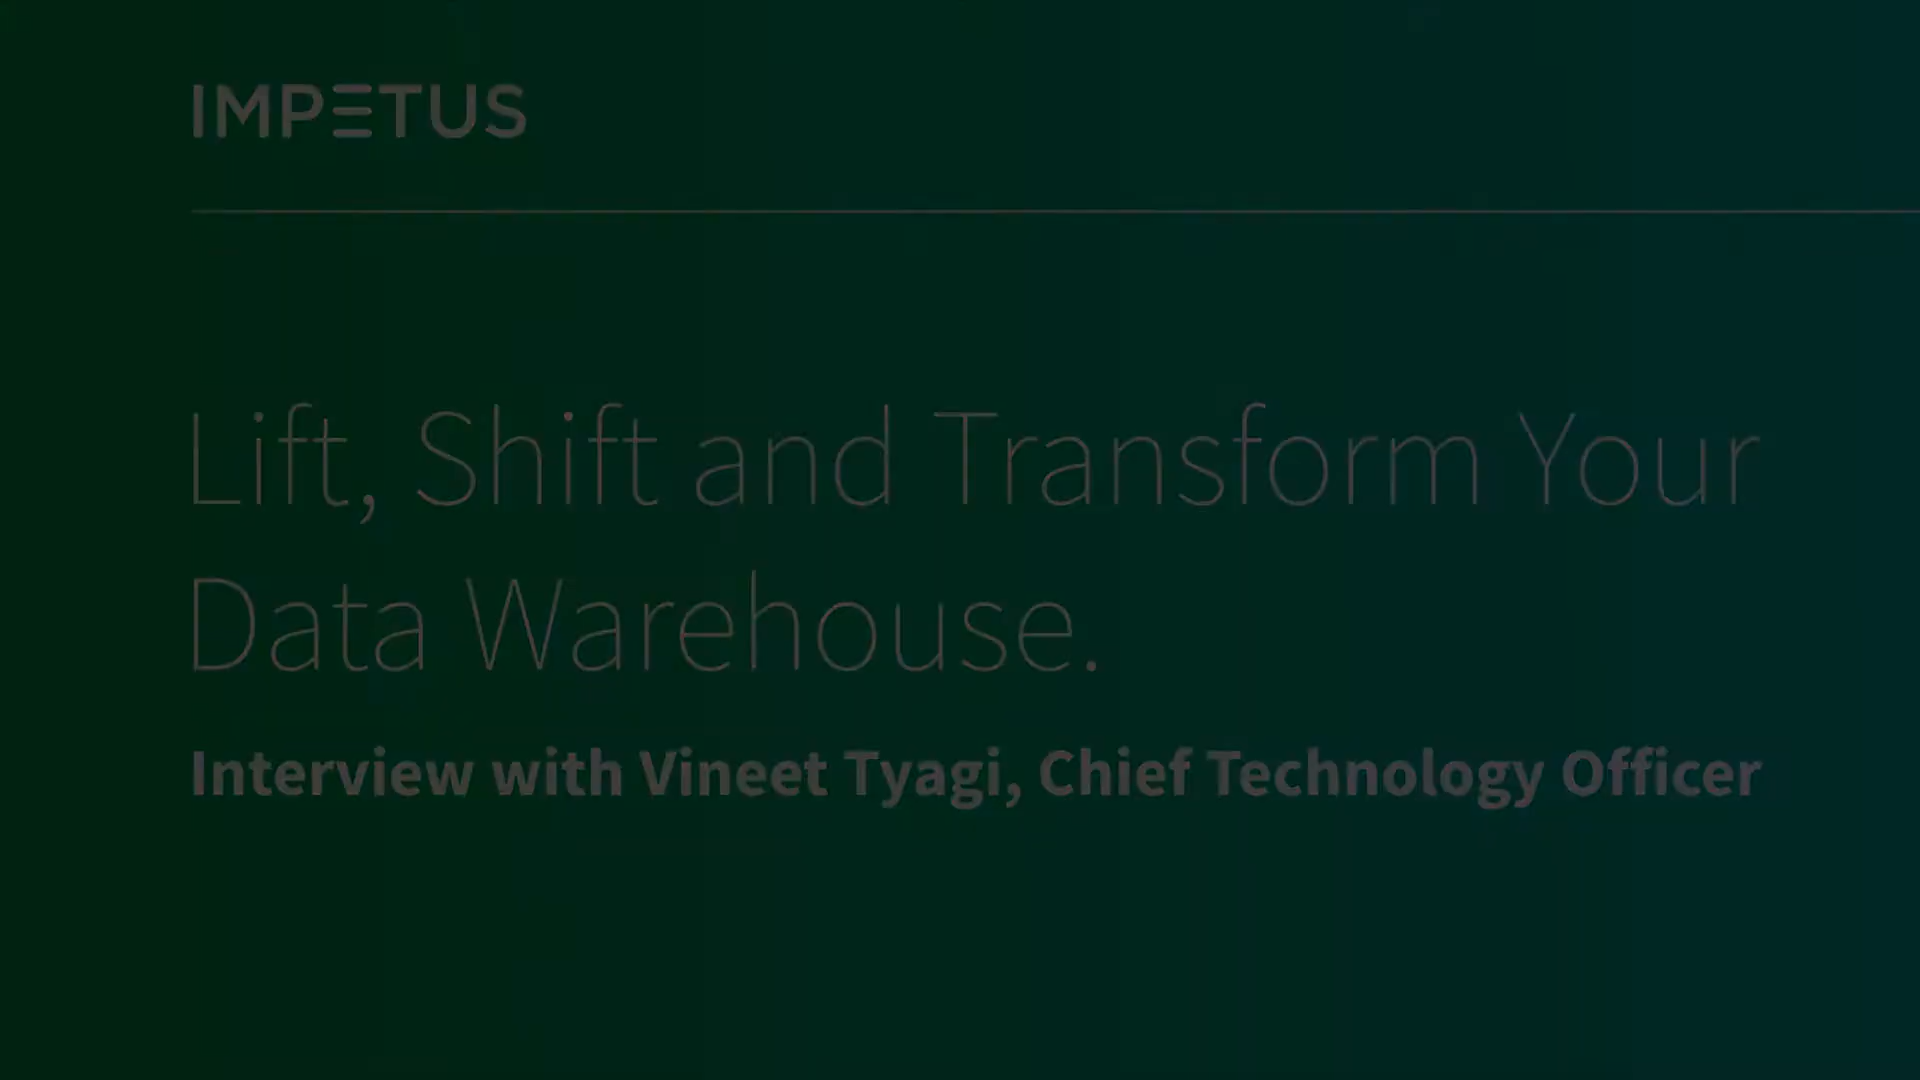 IMPETUS
Lift, Shift and Transform Your
Data Warehouse.
Interview with Vineet Tyagi, Chief Technology Officer